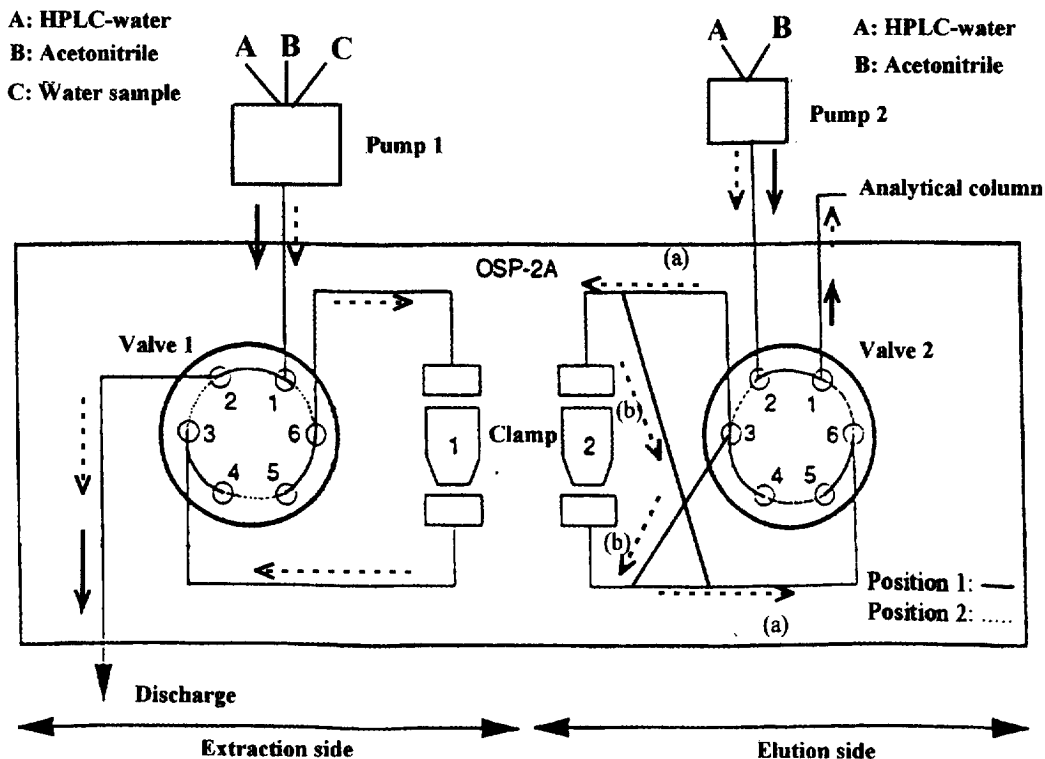 A: HPLC-water
B: Acetonitrile
C: Water sample
A B C
Pump 1
A B
A: HPLC-water
B: Acetonitrile
Pump 2
Analytical column
OSP-2A
(a)
Valve 1
Valve 2
2 1
3 6
4 5
1
Clamp
2
(b)
2 1
3 6
4 5
(b)
(a)
Position 1:
Position 2: .....
Discharge
Extraction side
Elution side